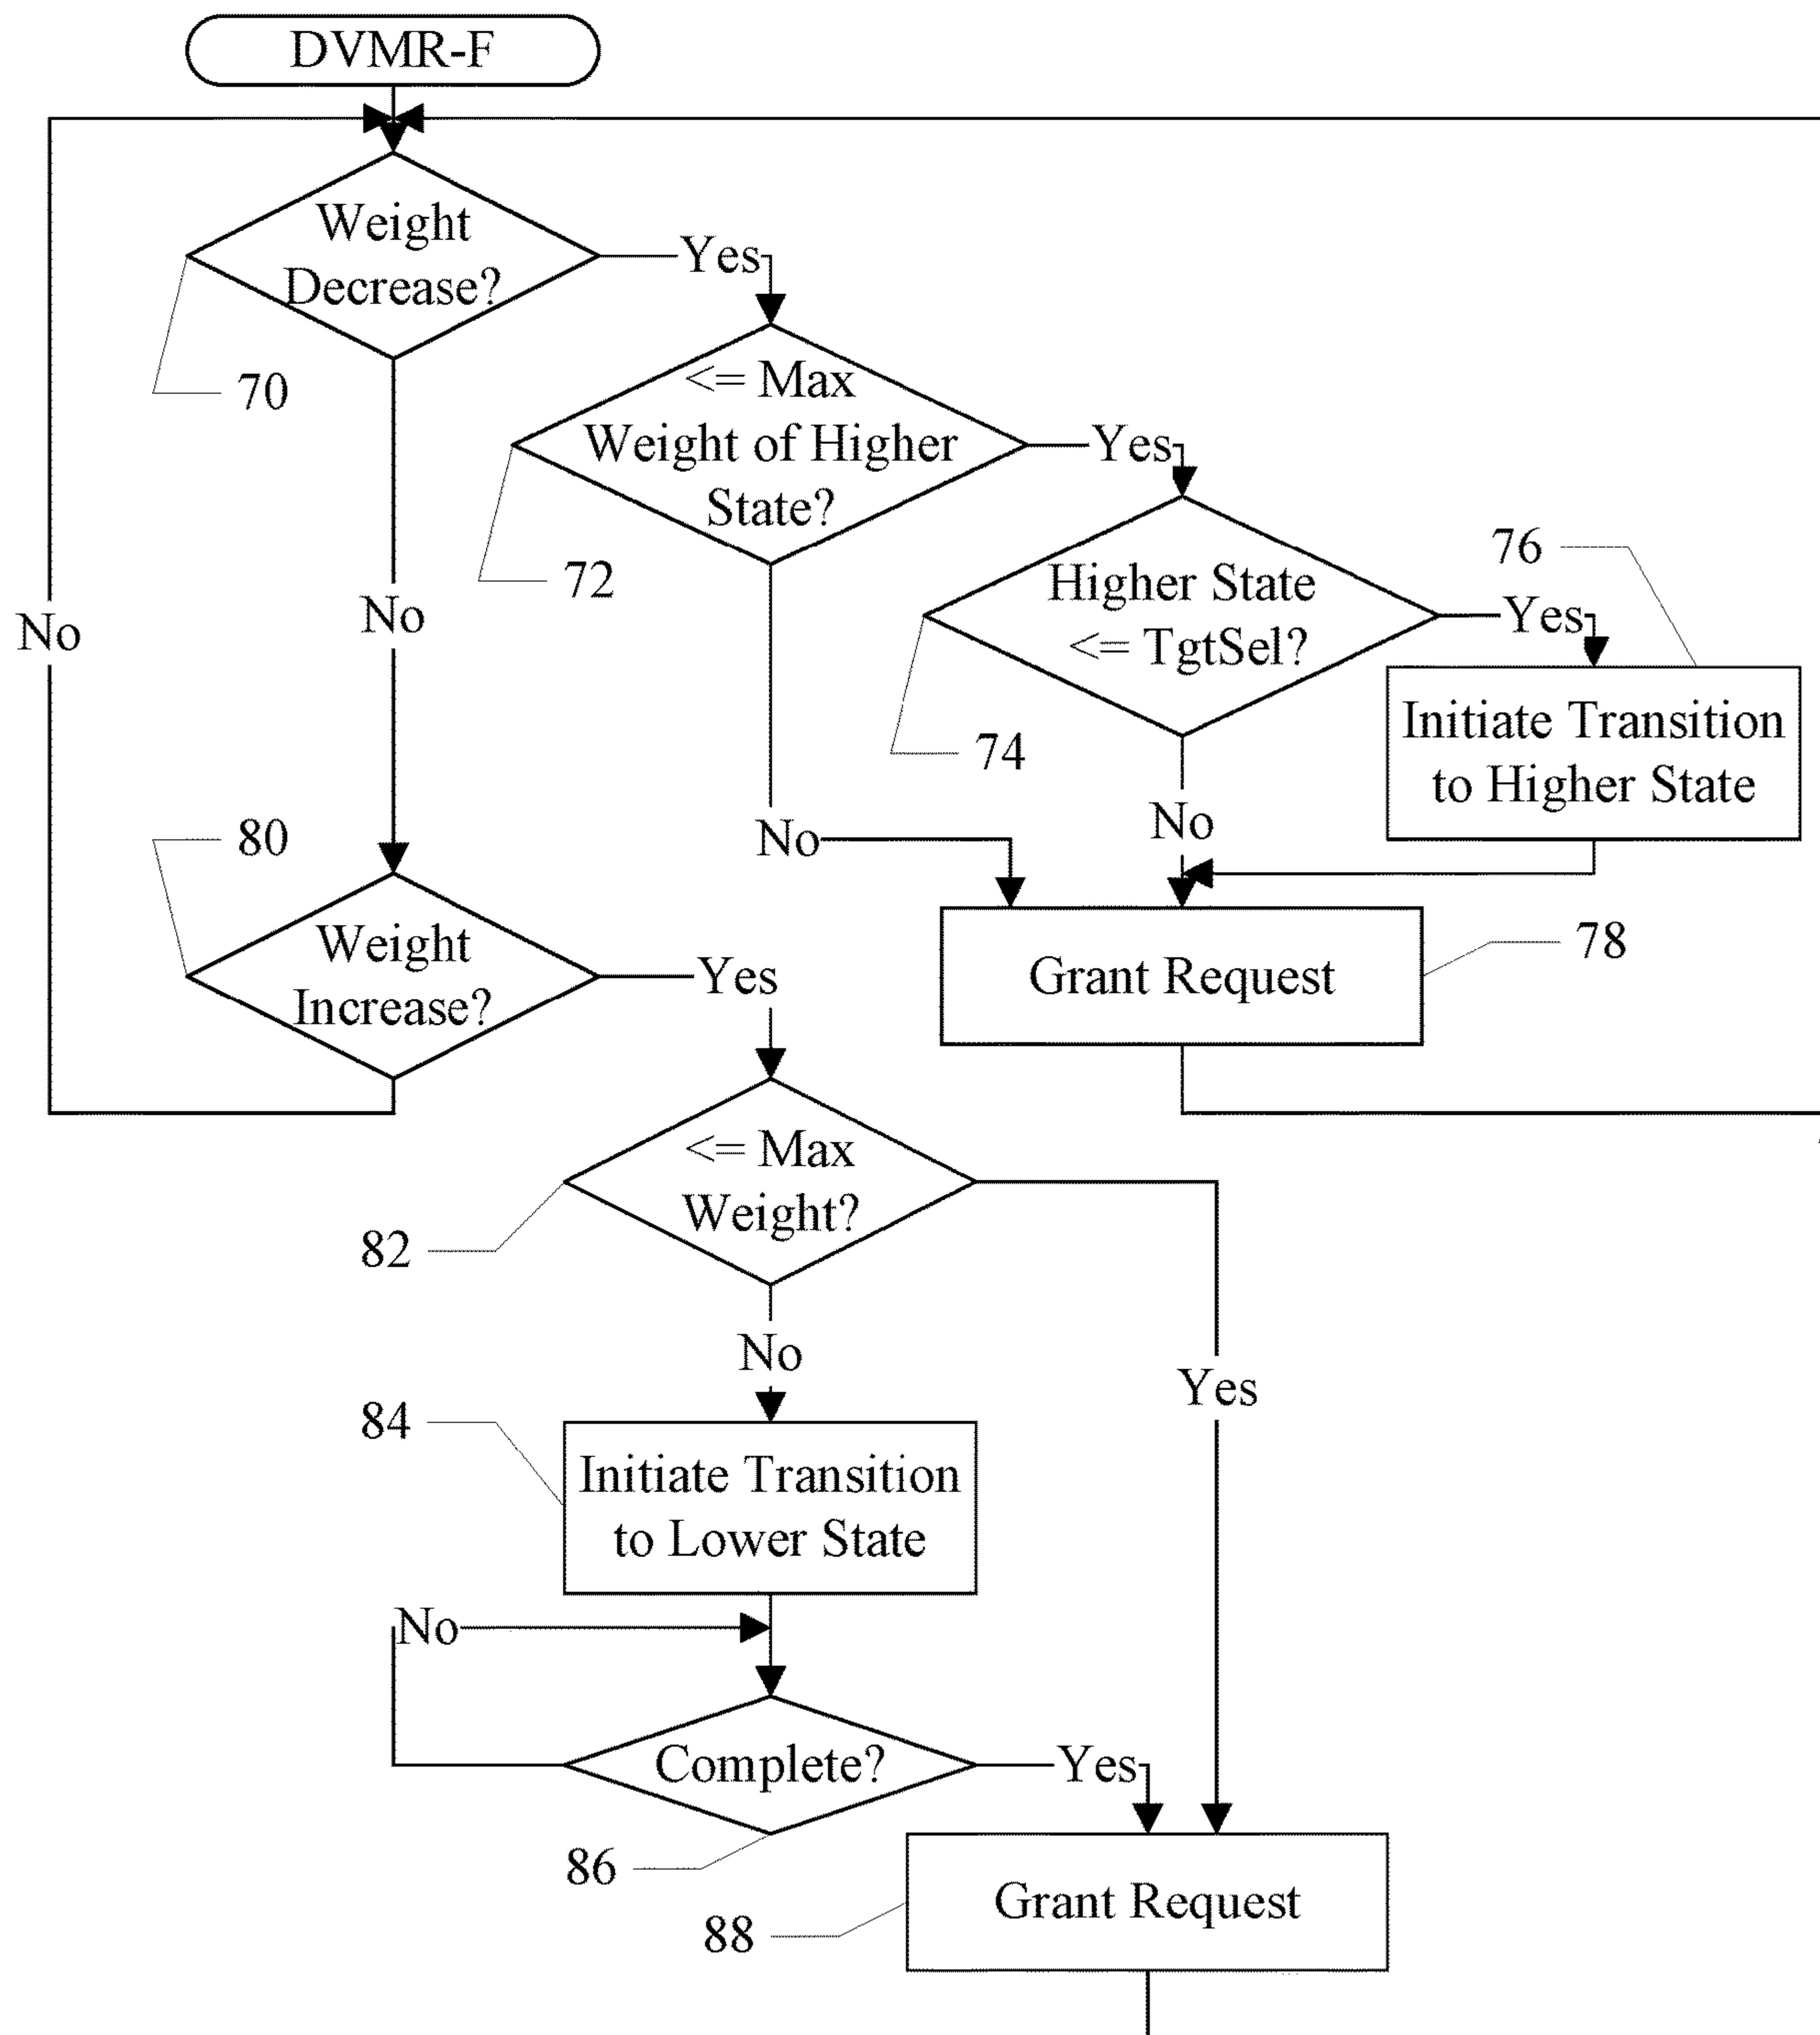 DVMR-F
Weight
Decrease?
Yes
70
<= Max
Weight of Higher
State?
Yes
72
Higher State
<= TgtSel?
Yes
76
74
Initiate Transition
to Higher State
No
No
No
No
80
Weight
Increase?
Yes
Grant Request
78
<= Max
Weight?
82
No
Yes
84
Initiate Transition
to Lower State
No
Complete?
Yes
86
Grant Request
88